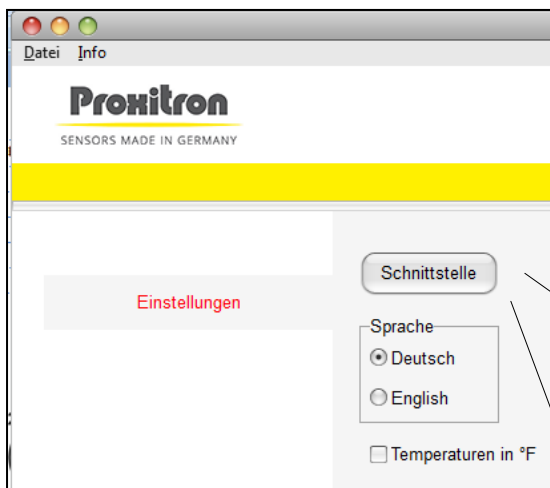 Datei Info
Proxitron
SENSORS MADE IN GERMANY
Einstellungen
Schnittstelle
Sprache
Deutsch
English
Temperaturen in °F